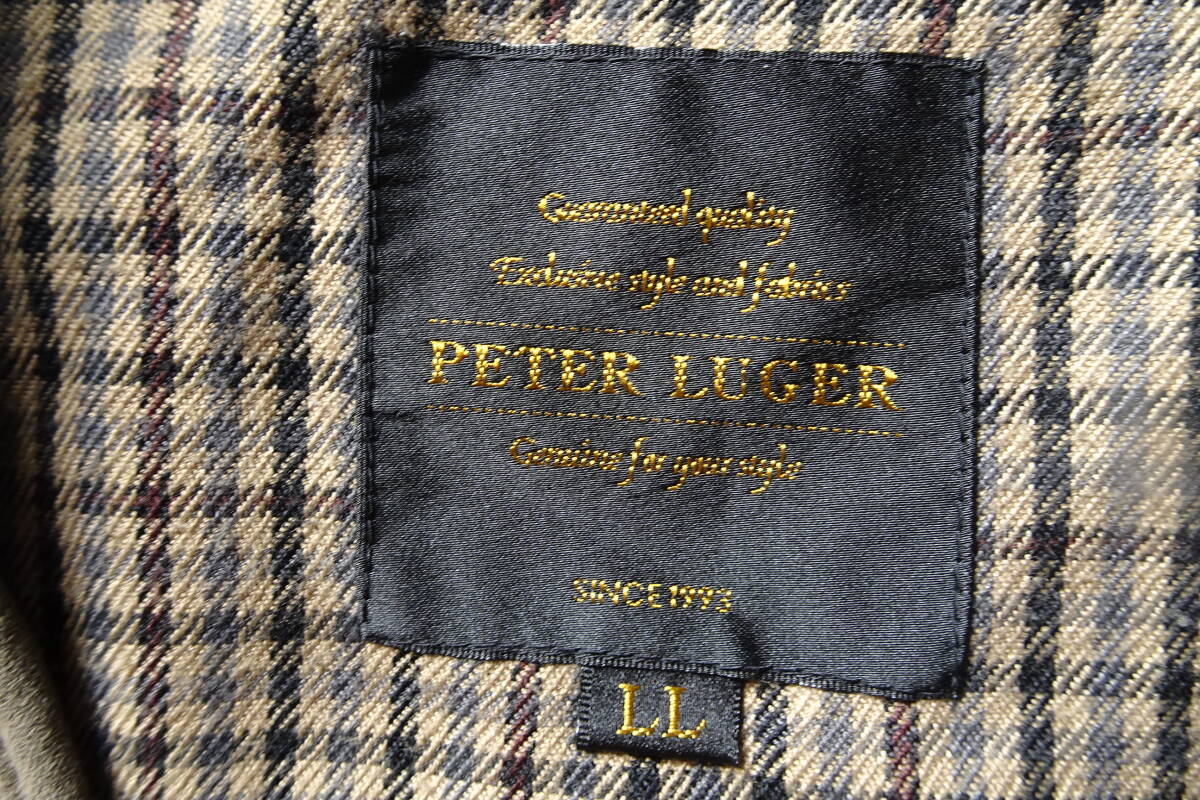 Guaranteed quality
Exclusive style and fabrics
PETER LUGER
Genuine for your style
SINCE 1993
LL